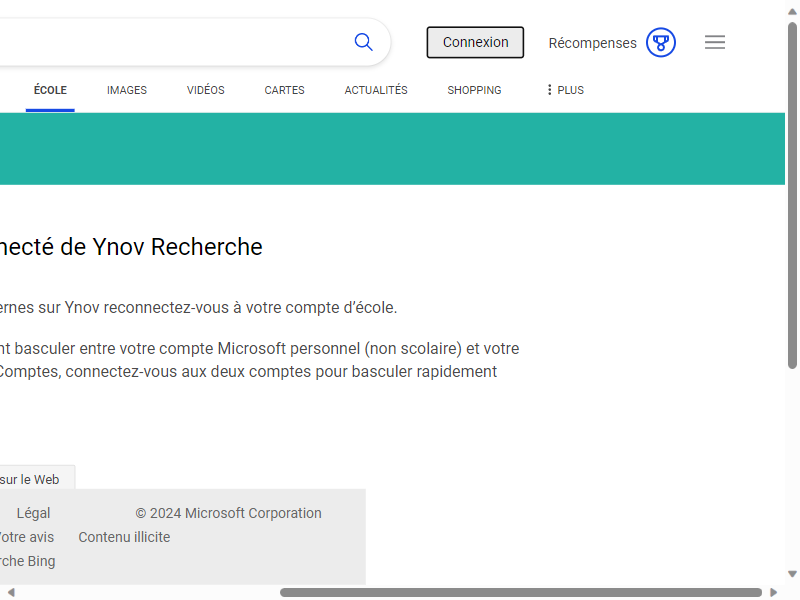 Connexion Récompenses
ÉCOLE IMAGES VIDÉOS CARTES ACTUALITÉS SHOPPING PLUS
necté de Ynov Recherche
ernes sur Ynov reconnectez-vous à votre compte d’école.
nt basculer entre votre compte Microsoft personnel (non scolaire) et votre
Comptes, connectez-vous aux deux comptes pour basculer rapidement
sur le Web
Légal © 2024 Microsoft Corporation
Votre avis Contenu illicite
rche Bing